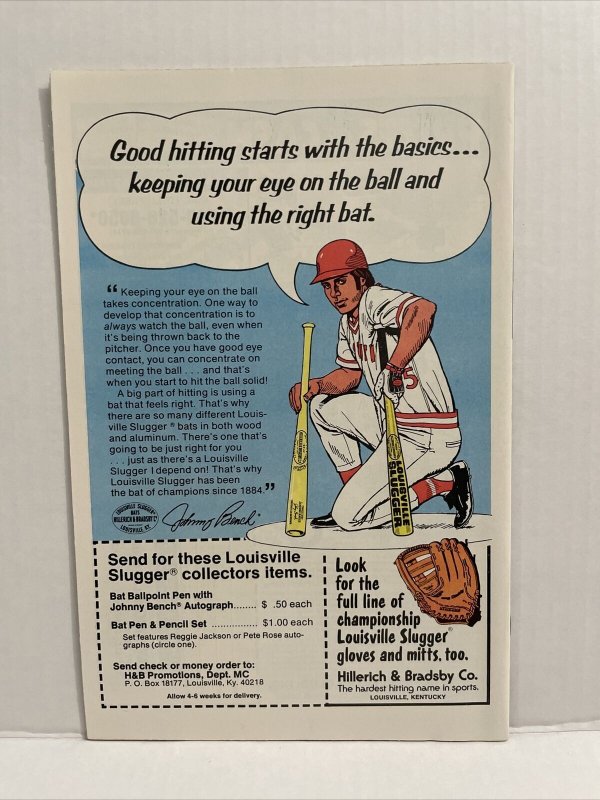 Good hitting starts with the basics...
keeping your eye on the ball and
using the right bat.
“Keeping your eye on the ball
takes concentration. One way to
develop that concentration is to
always watch the ball, even when
it's being thrown back to the
pitcher. Once you have good eye
contact, you can concentrate on
meeting the ball . . . and that's
when you start to hit the ball solid!
A big part of hitting is using a
bat that feels right. That's why
there are so many different Louis-
ville Slugger® bats in both wood
and aluminum. There's one that's
going to be just right for you
. . . just as there's a Louisville
Slugger I depend on! That's why
Louisville Slugger has been
the bat of champions since 1884.”
LOUISVILLE SLUGGER
BATS
HILLERICH & BRADSBY Co
LOUISVILLE, KY.
Johnny Bench
5
LOUISVILLE
SLUGGER
Send for these Louisville
Slugger® collectors items.
Bat Ballpoint Pen with
Johnny Bench® Autograph........ $ .50 each
Bat Pen & Pencil Set ................ $1.00 each
Set features Reggie Jackson or Pete Rose auto-
graphs (circle one).
Send check or money order to:
H&B Promotions, Dept. MC
P. O. Box 18177, Louisville, Ky. 40218
Allow 4-6 weeks for delivery.
Look
for the
full line of
championship
Louisville Slugger®
gloves and mitts, too.
Hillerich & Bradsby Co.
The hardest hitting name in sports.
LOUISVILLE, KENTUCKY